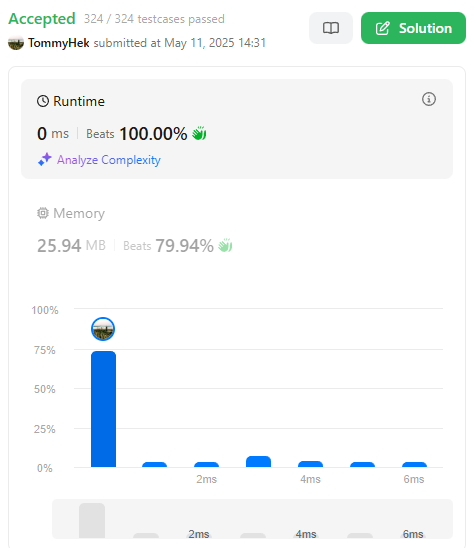 Accepted 324 / 324 testcases passed
TommyHek submitted at May 11, 2025 14:31
Solution
Runtime
0 ms Beats 100.00%
Analyze Complexity
Memory
25.94 MB Beats 79.94%
100%
75%
50%
25%
0%
2ms 4ms 6ms
2ms 4ms 6ms